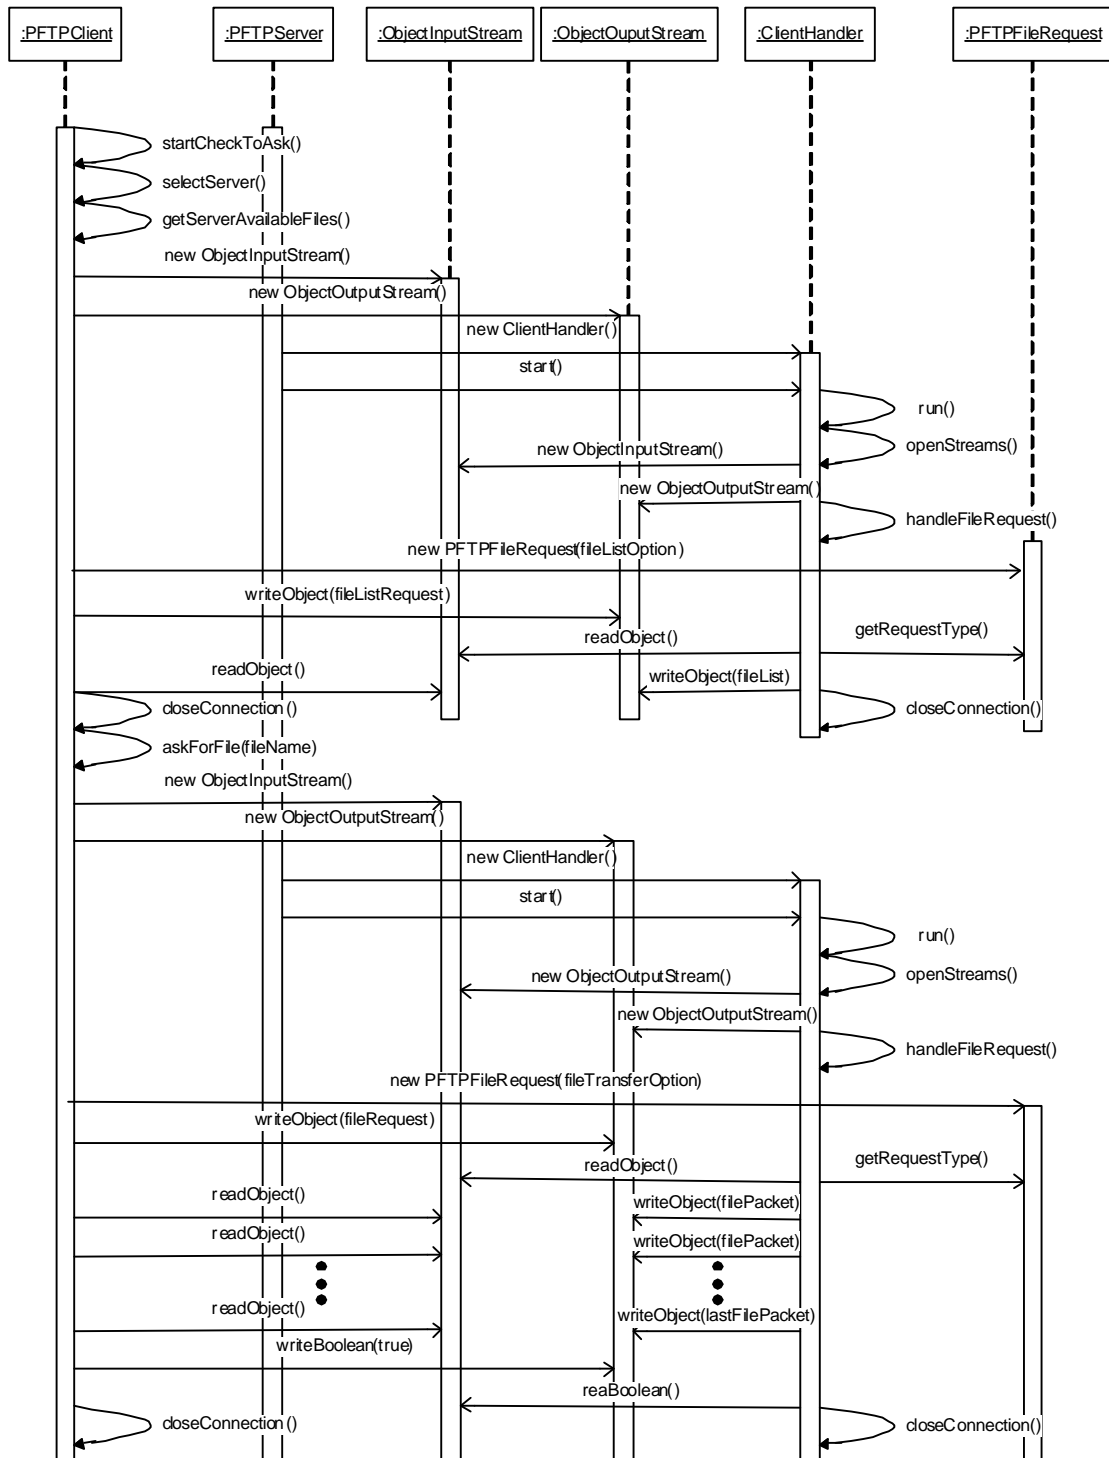 :PFTPClient
:PFTPServer
:ObjectInputStream
:ObjectOuputStream
:ClientHandler
:PFTPFileRequest
startCheckToAsk()
selectServer()
getServerAvailableFiles()
new ObjectInputStream()
new ObjectOutputStream()
new ClientHandler()
start()
run()
openStreams()
new ObjectInputStream()
new ObjectOutputStream()
handleFileRequest()
new PFTPFileRequest(fileListOption)
writeObject(fileListRequest)
readObject()
getRequestType()
readObject()
writeObject(fileList)
closeConnection()
closeConnection()
askForFile(fileName)
new ObjectInputStream()
new ObjectOutputStream()
new ClientHandler()
start()
run()
openStreams()
new ObjectOutputStream()
new ObjectOutputStream()
handleFileRequest()
new PFTPFileRequest(fileTransferOption)
writeObject(fileRequest)
readObject()
getRequestType()
readObject()
writeObject(filePacket)
readObject()
writeObject(filePacket)
readObject()
writeObject(lastFilePacket)
writeBoolean(true)
reaBoolean()
closeConnection()
closeConnection()